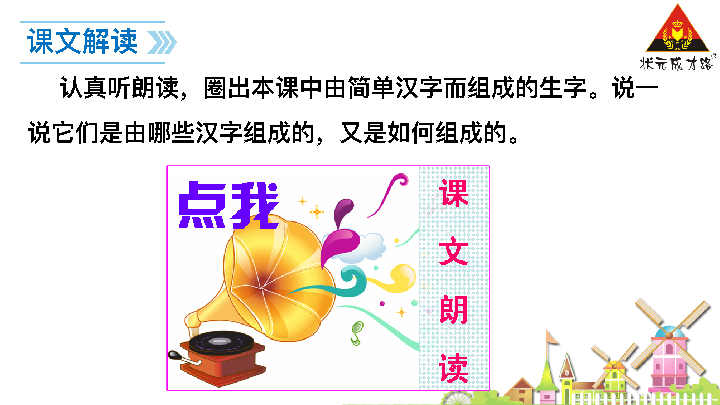 课文解读
状元成才路
认真听朗读，圈出本课中由简单汉字而组成的生字。说一
说它们是由哪些汉字组成的，又是如何组成的。
点我
课文朗读